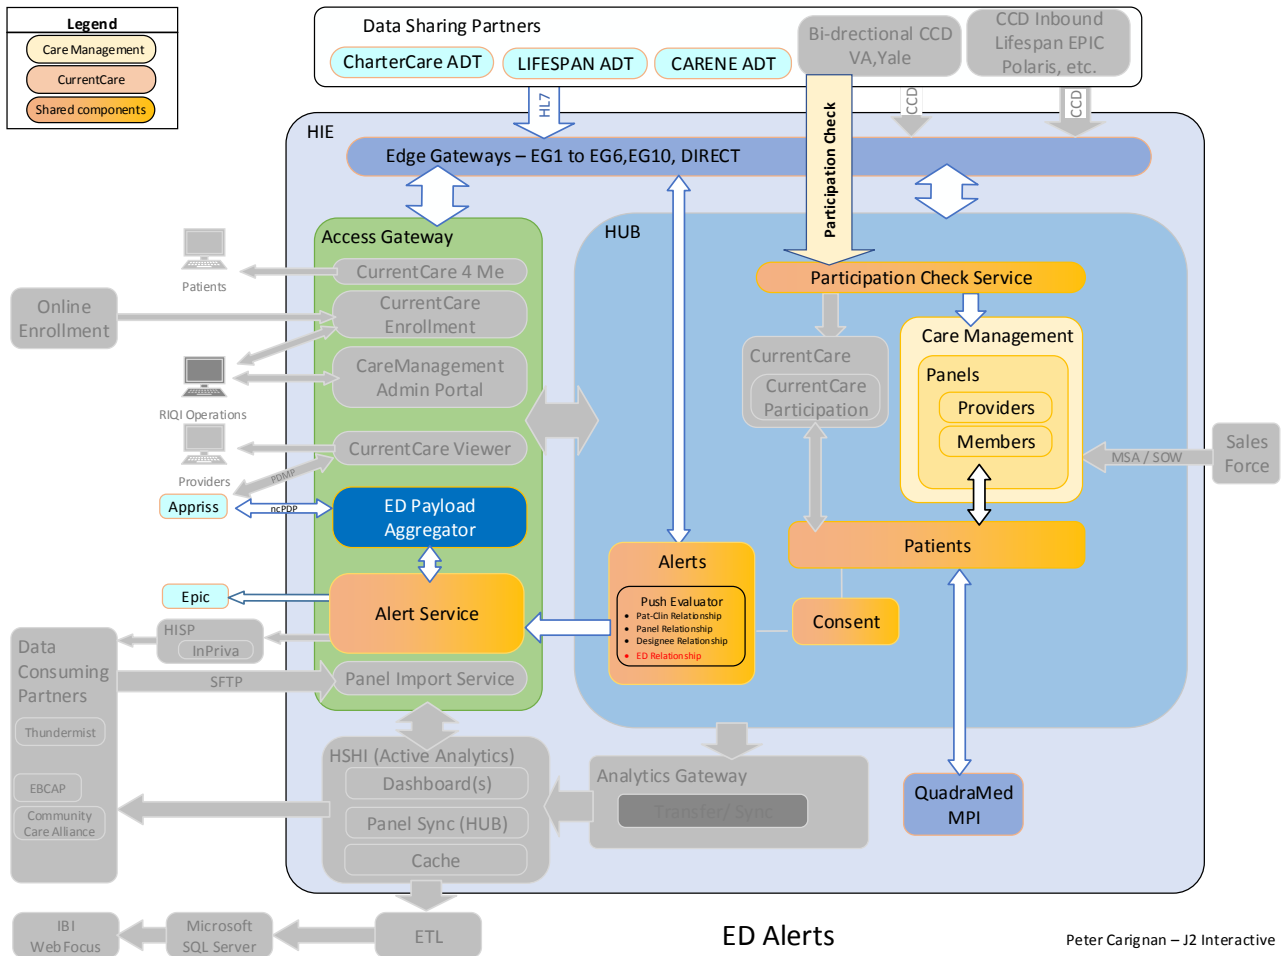 Legend
Care Management
CurrentCare
Shared components
Data Sharing Partners
CharterCare ADT
LIFESPAN ADT
CARENE ADT
Bi-drectional CCD
VA,Yale
CCD Inbound
Lifespan EPIC
Polaris, etc.
HL7
Participation Check
CCD
CCD
HIE
Edge Gateways – EG1 to EG6,EG10, DIRECT
Access Gateway
HUB
CurrentCare 4 Me
Patients
Online
Enrollment
CurrentCare
Enrollment
CareManagement
Admin Portal
RIQI Operations
CurrentCare Viewer
Providers
PDMP
Appriss
ncPDP
ED Payload
Aggregator
Epic
Alert Service
HISP
InPriva
Data
Consuming
Partners
SFTP
Panel Import Service
Thundermist
EBCAP
Community
Care Alliance
Participation Check Service
CurrentCare
CurrentCare
Participation
Care Management
Panels
Providers
Members
MSA / SOW
Sales
Force
Patients
Alerts
Push Evaluator
• Pat-Clin Relationship
• Panel Relationship
• Designee Relationship
• ED Relationship
Consent
HSHI (Active Analytics)
Dashboard(s)
Panel Sync (HUB)
Cache
Analytics Gateway
Transfer/ Sync
QuadraMed
MPI
IBI
WebFocus
Microsoft
SQL Server
ETL
ED Alerts
Peter Carignan – J2 Interactive